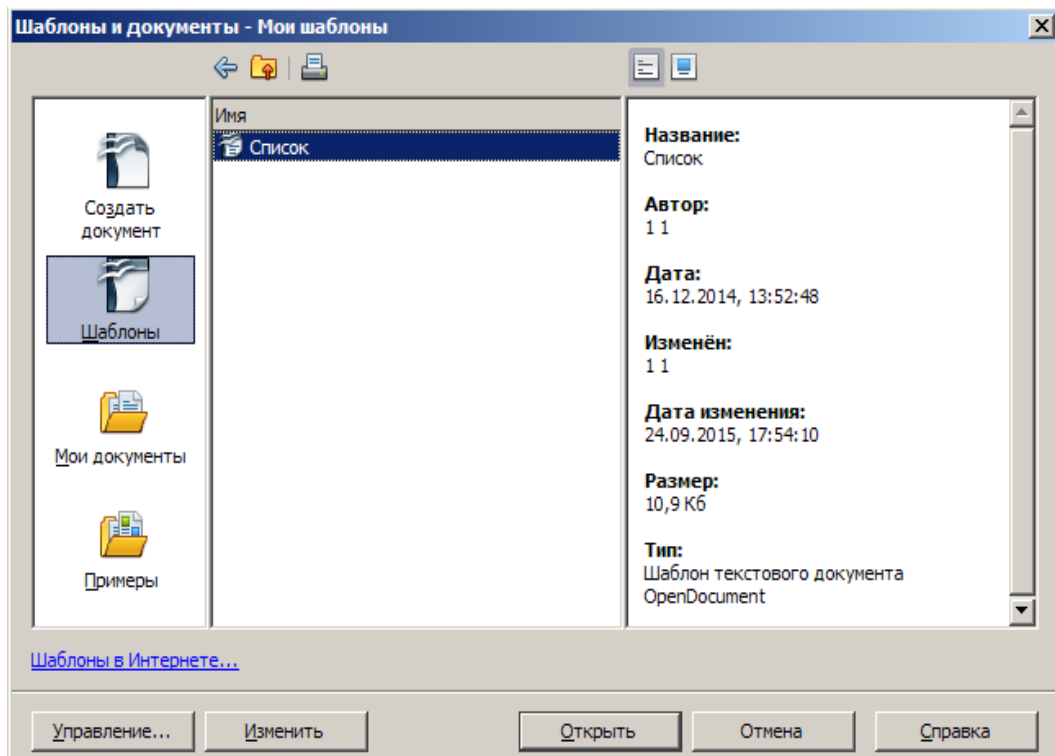 Шаблоны и документы - Мои шаблоны
Имя
Список
Создать
документ
Шаблоны
Мои документы
Примеры
Название:
Список
Автор:
1 1
Дата:
16.12.2014, 13:52:48
Изменён:
1 1
Дата изменения:
24.09.2015, 17:54:10
Размер:
10,9 Кб
Тип:
Шаблон текстового документа
OpenDocument
Шаблоны в Интернете...
Управление...
Изменить
Открыть
Отмена
Справка